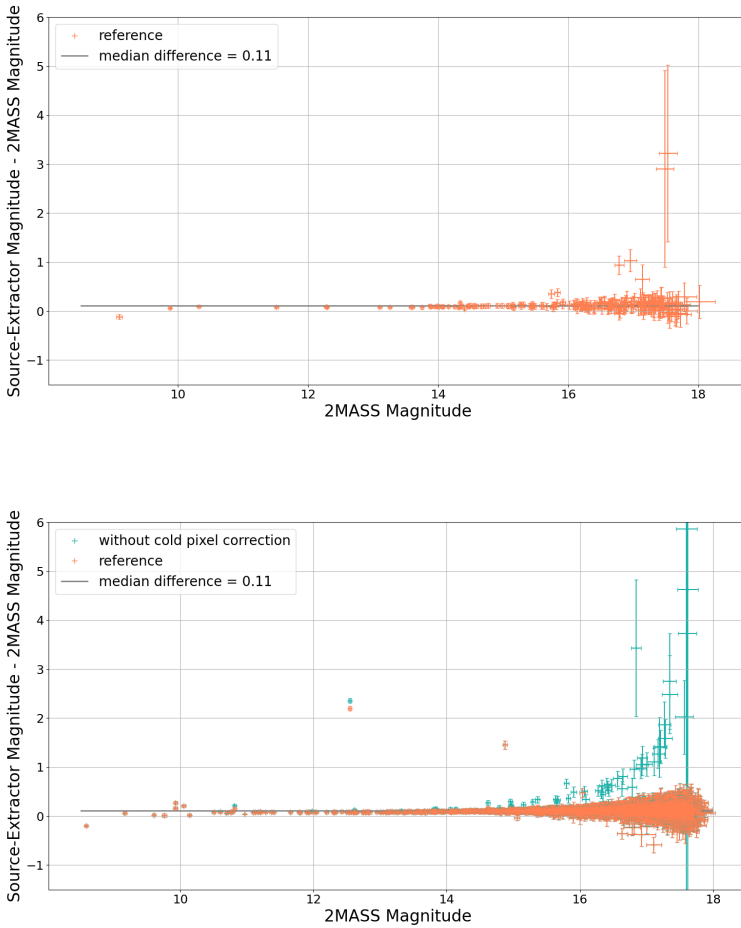 6
5
4
3
2
1
0
−1
Source-Extractor Magnitude - 2MASS Magnitude
reference
median difference = 0.11
10
12
14
16
18
2MASS Magnitude
6
5
4
3
2
1
0
−1
Source-Extractor Magnitude - 2MASS Magnitude
without cold pixel correction
reference
median difference = 0.11
10
12
14
16
18
2MASS Magnitude